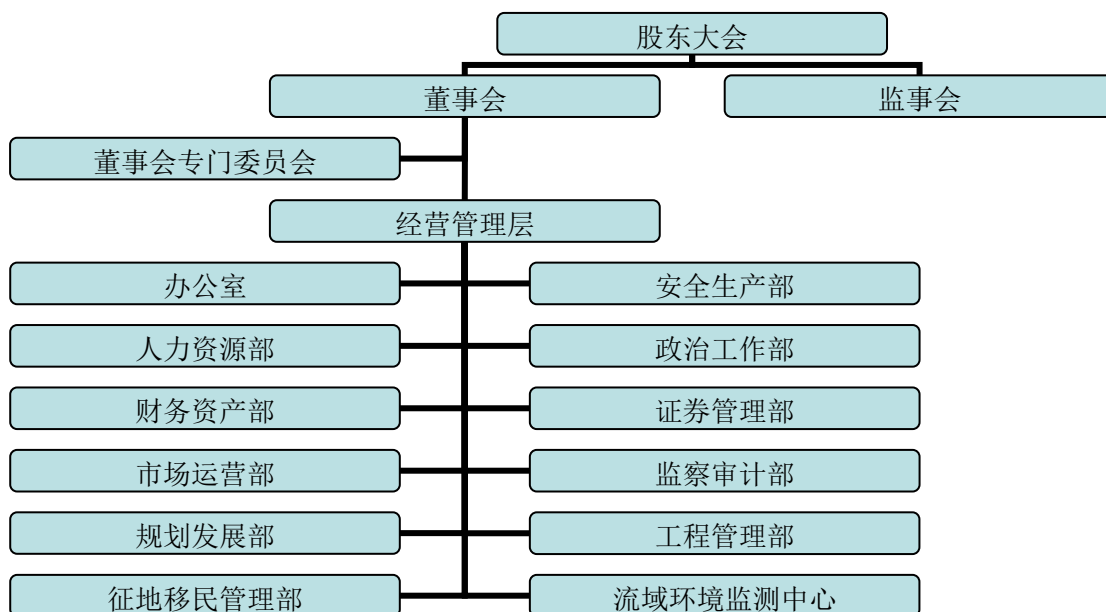 股东大会
董事会
监事会
董事会专门委员会
经营管理层
办公室
安全生产部
人力资源部
政治工作部
财务资产部
证券管理部
市场运营部
监察审计部
规划发展部
工程管理部
征地移民管理部
流域环境监测中心